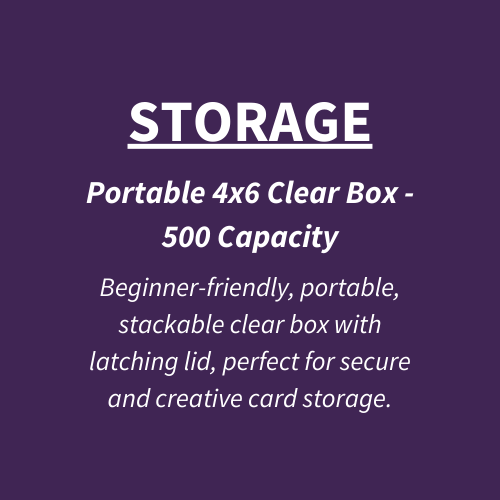 STORAGE
Portable 4x6 Clear Box -
500 Capacity
Beginner-friendly, portable,
stackable clear box with
latching lid, perfect for secure
and creative card storage.